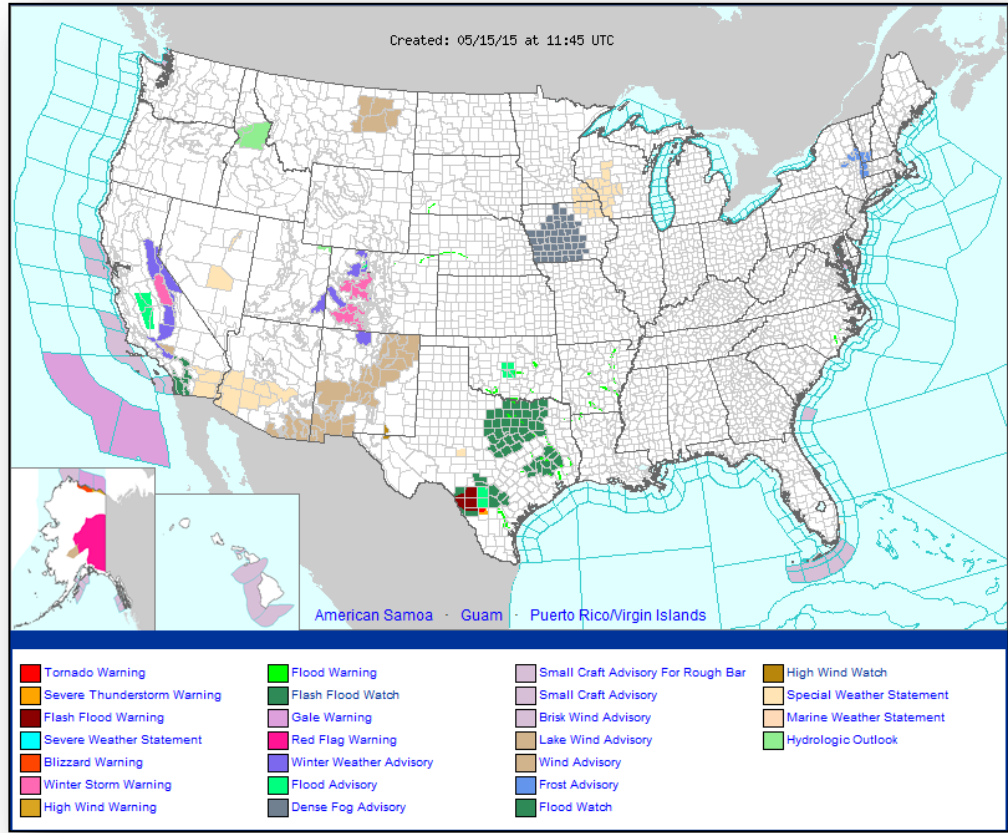 Created: 05/15/15 at 11:45 UTC
American Samoa - Guam - Puerto Rico/Virgin Islands
Tornado Warning
Severe Thunderstorm Warning
Flash Flood Warning
Severe Weather Statement
Blizzard Warning
Winter Storm Warning
High Wind Warning
Flood Warning
Flash Flood Watch
Gale Warning
Red Flag Warning
Winter Weather Advisory
Flood Advisory
Dense Fog Advisory
Small Craft Advisory For Rough Bar
Small Craft Advisory
Brisk Wind Advisory
Lake Wind Advisory
Wind Advisory
Frost Advisory
Flood Watch
High Wind Watch
Special Weather Statement
Marine Weather Statement
Hydrologic Outlook